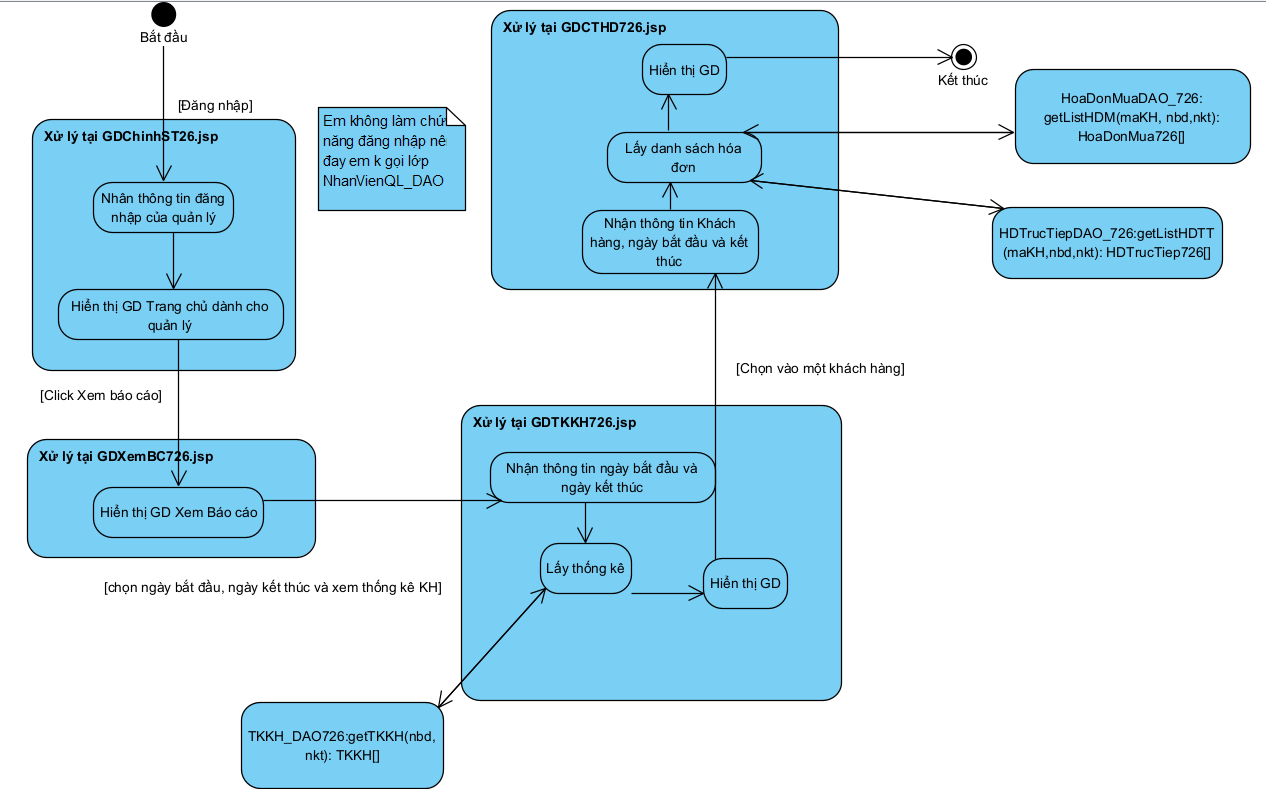 Bắt đầu
[Đăng nhập]
Xử lý tại GDChinhST26.jsp
Nhân thông tin đăng
nhập của quản lý
Hiển thị GD Trang chủ dành cho
quản lý
[Click Xem báo cáo]
Xử lý tại GDXemBC726.jsp
Hiển thị GD Xem Báo cáo
[chọn ngày bắt đầu, ngày kết thúc và xem thống kê KH]
Em không làm chứ
năng đăng nhập nê
đay em k gọi lớp
NhanVienQL_DAO
Xử lý tại GDTKKH726.jsp
Nhận thông tin ngày bắt đầu và
ngày kết thúc
Lấy thống kê
Hiển thị GD
TKKH_DAO726:getTKKH(nbd,
nkt): TKKH[]
[Chọn vào một khách hàng]
Xử lý tại GDCTHD726.jsp
Hiển thị GD
Lấy danh sách hóa
đơn
Nhận thông tin Khách
hàng, ngày bắt đầu và kết
thúc
Kết thúc
HoaDonMuaDAO_726:
getListHDM(maKH, nbd,nkt):
HoaDonMua726[]
HDTrucTiepDAO_726:getListHDTT
(maKH,nbd,nkt): HDTrucTiep726[]